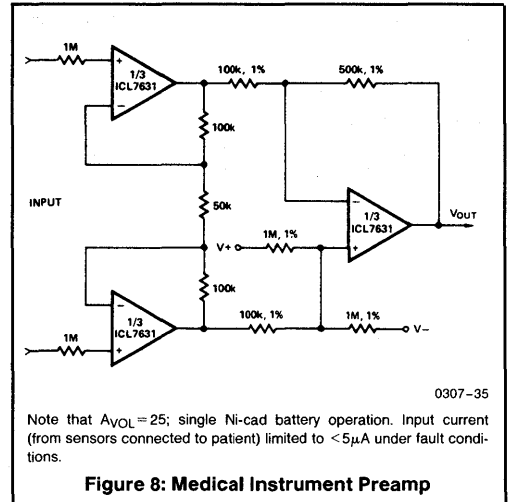 1M
+
1/3
ICL7631
−
100k, 1%
500k, 1%
100k
INPUT
50k
−
1/3
ICL7631
+
VOUT
V+
1M, 1%
100k
−
1/3
ICL7631
+
1M
100k, 1%
1M, 1%
V−
0307–35
Note that AVOL=25; single Ni-cad battery operation. Input current
(from sensors connected to patient) limited to <5µA under fault condi-
tions.
Figure 8: Medical Instrument Preamp